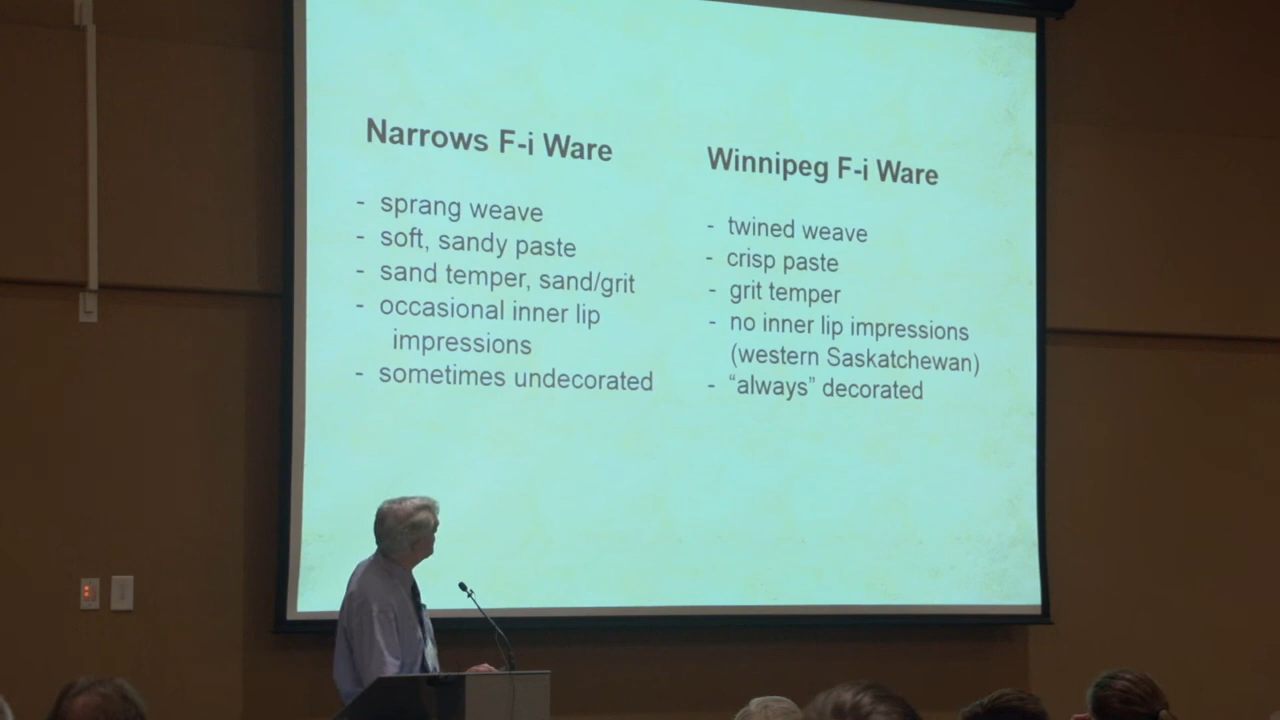 Narrows F-i Ware
- sprang weave
- soft, sandy paste
- sand temper, sand/grit
- occasional inner lip
impressions
- sometimes undecorated
Winnipeg F-i Ware
- twined weave
- crisp paste
- grit temper
- no inner lip impressions
(western Saskatchewan)
- “always” decorated